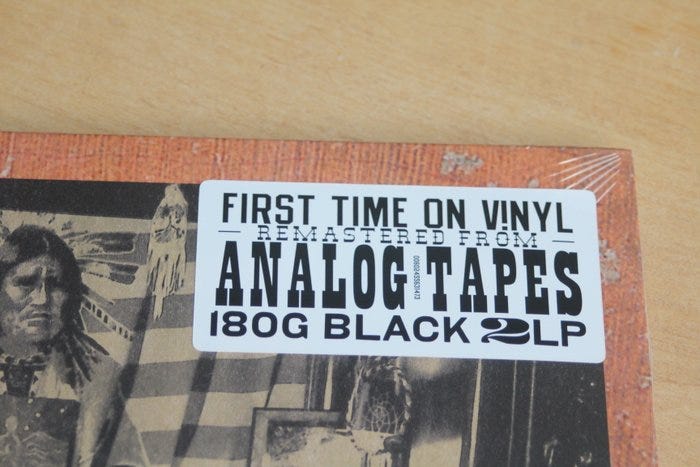 FIRST TIME ON VINYL
REMASTERED FROM
ANALOG TAPES
180G BLACK 2LP